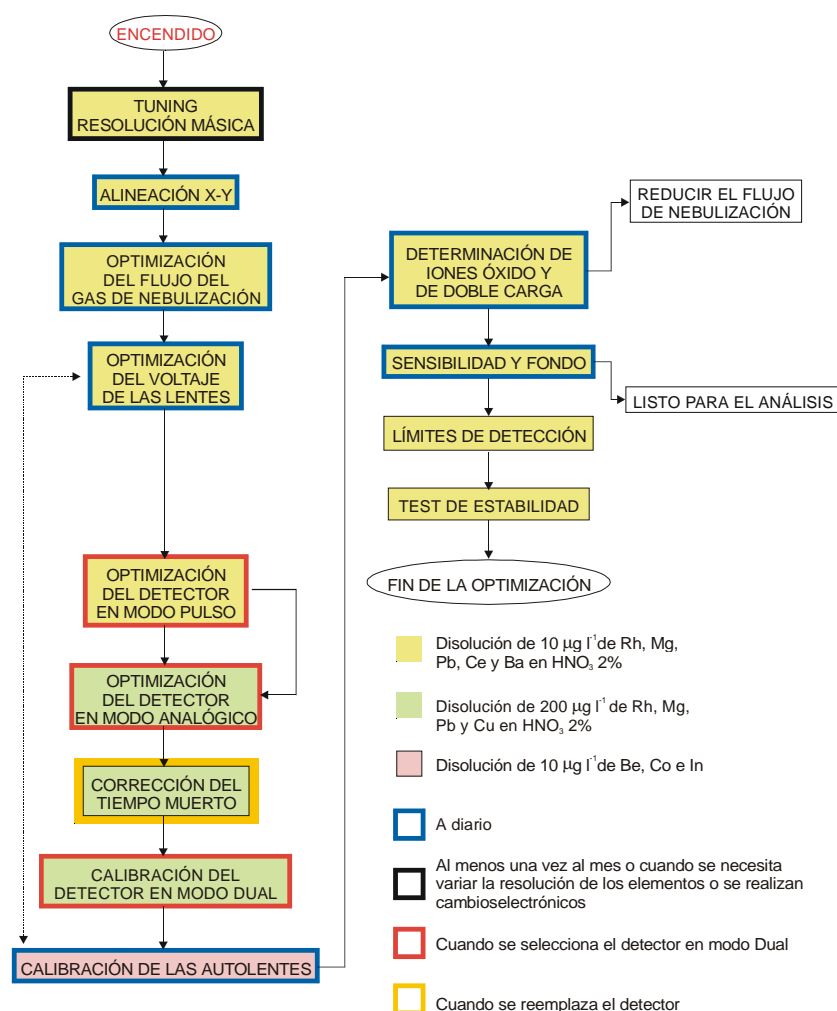 ENCENDIDO
TUNING
RESOLUCIÓN MÁSICA
ALINEACIÓN X-Y
OPTIMIZACIÓN
DEL FLUJO DEL
GAS DE NEBULIZACIÓN
OPTIMIZACIÓN
DEL VOLTAJE
DE LAS LENTES
OPTIMIZACIÓN
DEL DETECTOR
EN MODO PULSO
OPTIMIZACIÓN
DEL DETECTOR
EN MODO ANALÓGICO
CORRECCIÓN DEL
TIEMPO MUERTO
CALIBRACIÓN DEL
DETECTOR EN MODO DUAL
CALIBRACIÓN DE LAS AUTOLENTES
DETERMINACIÓN DE
IONES ÓXIDO Y
DE DOBLE CARGA
REDUCIR EL FLUJO
DE NEBULIZACIÓN
SENSIBILIDAD Y FONDO
LISTO PARA EL ANÁLISIS
LÍMITES DE DETECCIÓN
TEST DE ESTABILIDAD
FIN DE LA OPTIMIZACIÓN
Disolución de 10 µg l⁻¹ de Rh, Mg,
Pb, Ce y Ba en HNO₃ 2%
Disolución de 200 µg l⁻¹ de Rh, Mg,
Pb y Cu en HNO₃ 2%
Disolución de 10 µg l⁻¹ de Be, Co e In
A diario
Al menos una vez al mes o cuando se necesita
variar la resolución de los elementos o se realizan
cambioselectrónicos
Cuando se selecciona el detector en modo Dual
Cuando se reemplaza el detector